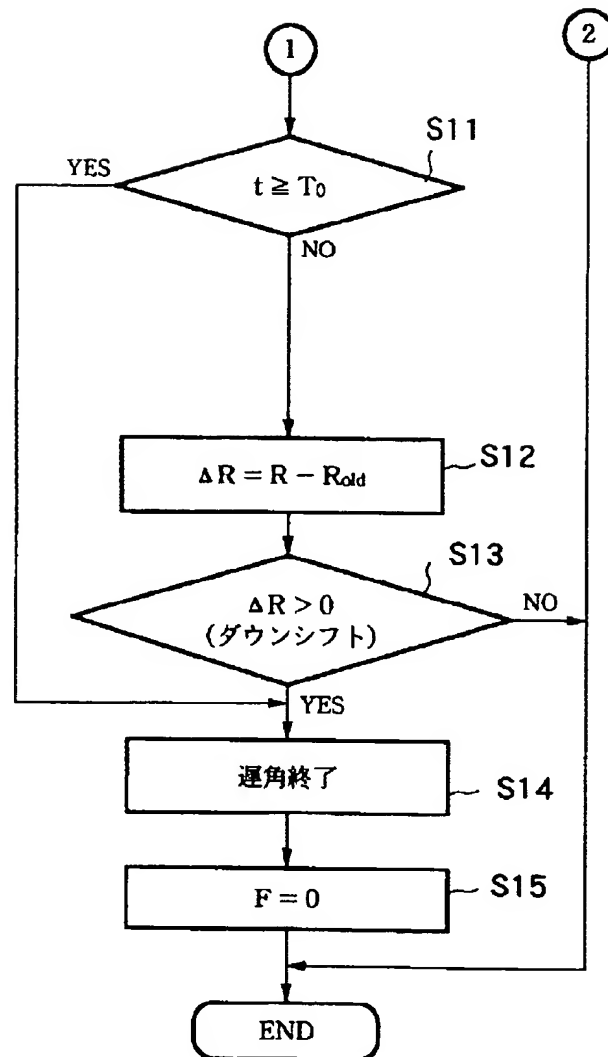 1
2
S11
YES
t ≧ T₀
NO
S12
ΔR = R − Rold
S13
ΔR > 0
(ダウンシフト)
NO
YES
遅角終了
S14
F = 0
S15
END